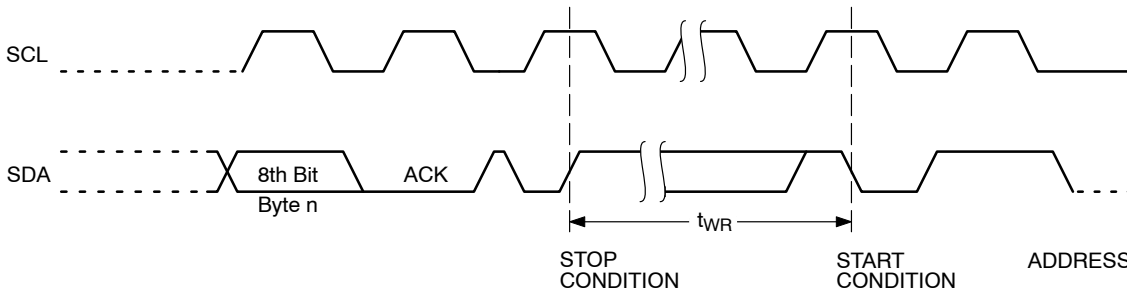 SCL
SDA
8th Bit
Byte n
ACK
tWR
STOP
CONDITION
START
CONDITION
ADDRESS